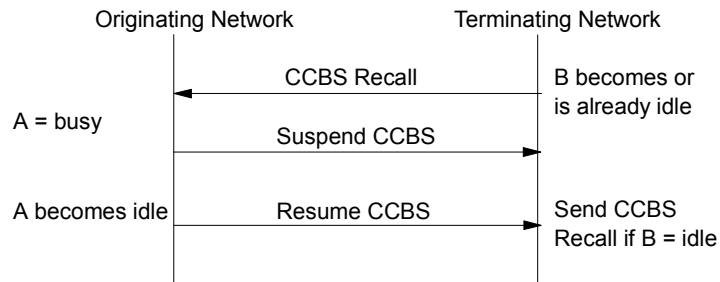 Originating Network
Terminating Network
CCBS Recall
B becomes or
is already idle
A = busy
Suspend CCBS
A becomes idle
Resume CCBS
Send CCBS
Recall if B = idle